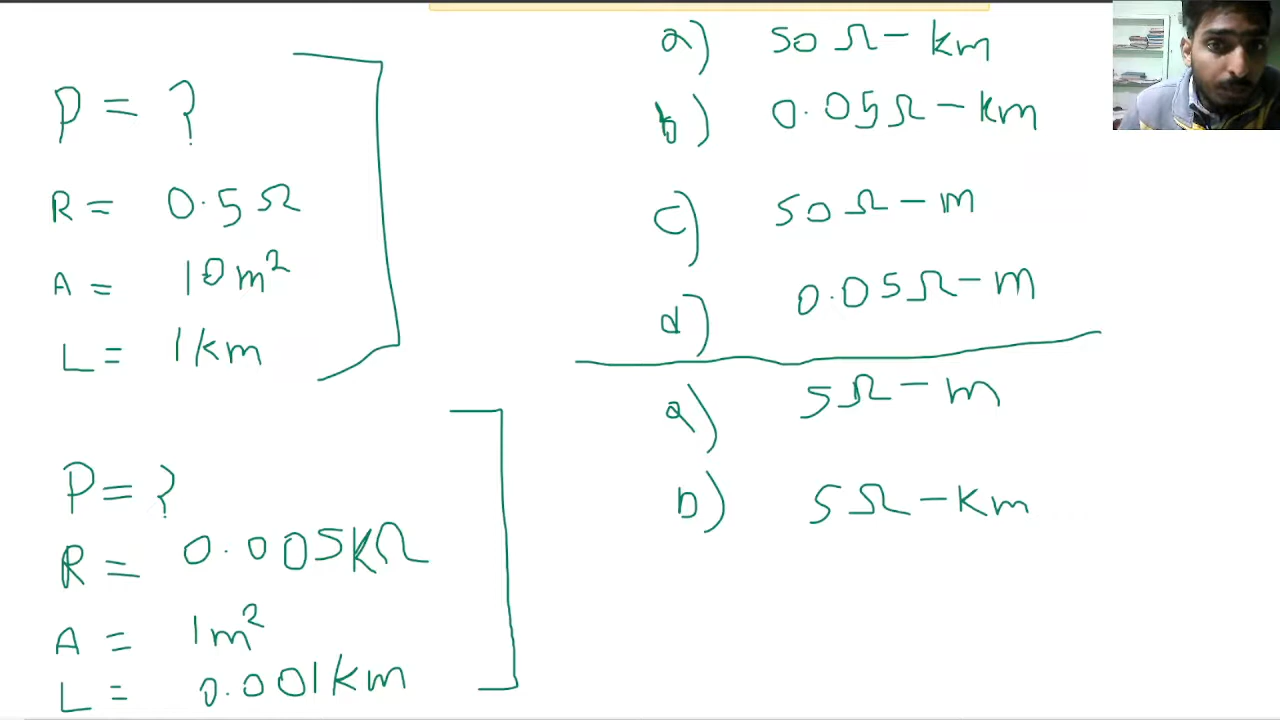 P = ?
R = 0.5 Ω
A = 10 m²
L = 1 km
a) 50 Ω - km
b) 0.05 Ω - km
c) 50 Ω - m
d) 0.05 Ω - m
P = ?
R = 0.005 kΩ
A = 1 m²
L = 0.001 km
a) 5 Ω - m
b) 5 Ω - km